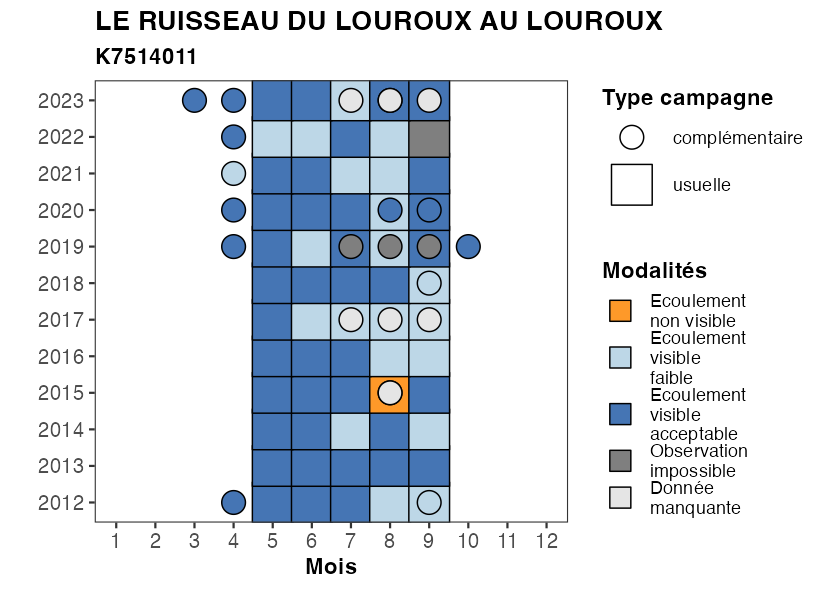 LE RUISSEAU DU LOUROUX AU LOUROUX
K7514011
2023
2022
2021
2020
2019
2018
2017
2016
2015
2014
2013
2012
1 2 3 4 5 6 7 8 9 10 11 12
Mois
Type campagne
complémentaire
usuelle
Modalités
Ecoulement
non visible
Ecoulement
visible
faible
Ecoulement
visible
acceptable
Observation
impossible
Donnée
manquante